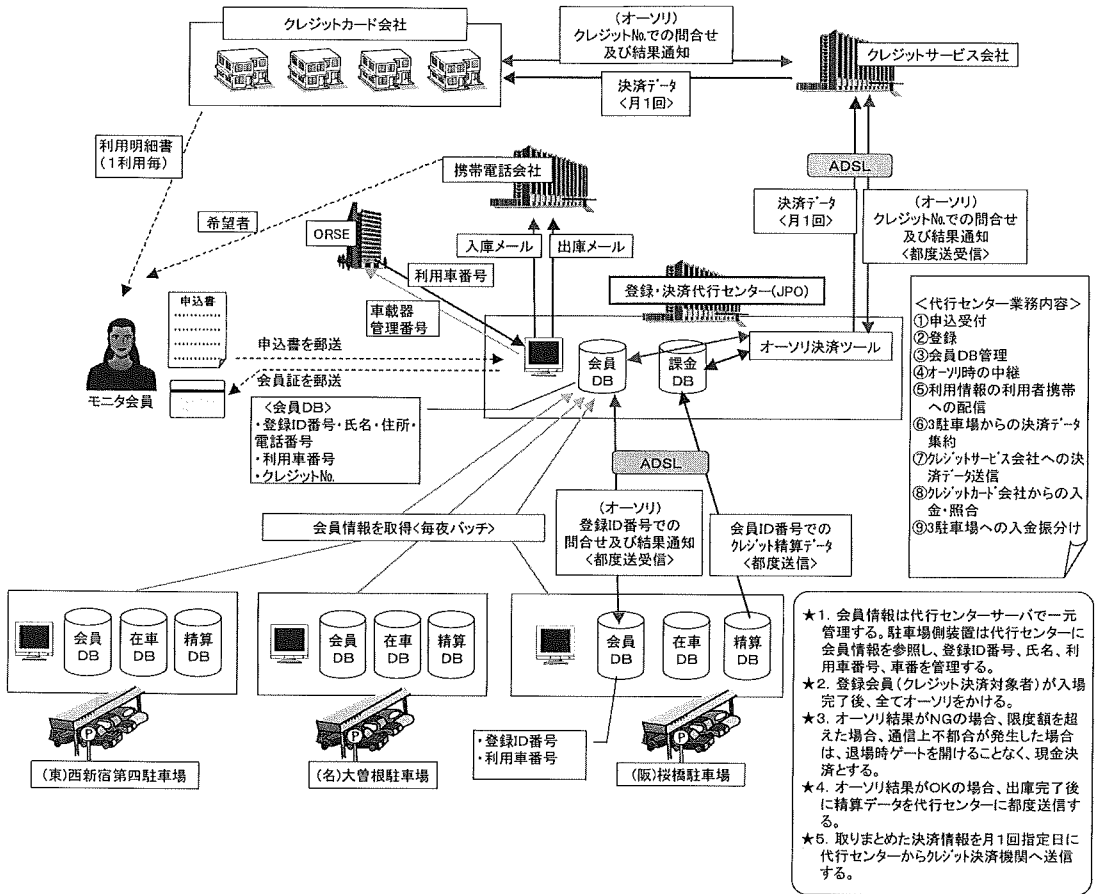 クレジットカード会社
(オーソリ)
クレジットNo.での問合せ
及び結果通知
クレジットサービス会社
決済データ
<月1回>
利用明細書
(1利用毎)
携帯電話会社
ADSL
希望者
ORSE
入庫メール
出庫メール
決済データ
<月1回>
(オーソリ)
クレジットNo.での問合せ
及び結果通知
<都度送受信>
利用車番号
車載器
管理番号
登録・決済代行センター(JPO)
申込書
申込書を郵送
会員証を郵送
モニタ会員
会員
DB
課金
DB
オーソリ決済ツール
<会員DB>
・登録ID番号・氏名・住所・
電話番号
・利用車番号
・クレジットNo.
<代行センター業務内容>
①申込受付
②登録
③会員DB管理
④オーソリ時の中継
⑤利用情報の利用者携帯
への配信
⑥3駐車場からの決済データ
集約
⑦クレジットサービス会社への決
済データ送信
⑧クレジットカード会社からの入
金・照合
⑨3駐車場への入金振分け
ADSL
会員情報を取得<毎夜バッチ>
(オーソリ)
登録ID番号での
問合せ及び結果通知
<都度送受信>
会員ID番号での
クレジット精算データ
<都度送信>
会員
DB
在車
DB
精算
DB
会員
DB
在車
DB
精算
DB
会員
DB
在車
DB
精算
DB
P
P
P
(東)西新宿第四駐車場
(名)大曽根駐車場
・登録ID番号
・利用車番号
(阪)桜橋駐車場
★1. 会員情報は代行センターサーバで一元
管理する。駐車場側装置は代行センターに
会員情報を参照し、登録ID番号、氏名、利
用車番号、車番を管理する。
★2. 登録会員(クレジット決済対象者)が入場
完了後、全てオーソリをかける。
★3. オーソリ結果がNGの場合、限度額を超
えた場合、通信上不都合が発生した場合
は、退場時ゲートを開けることなく、現金決
済とする。
★4. オーソリ結果がOKの場合、出庫完了後
に精算データを代行センターに都度送信す
る。
★5. 取りまとめた決済情報を月1回指定日に
代行センターからクレジット決済機関へ送信
する。